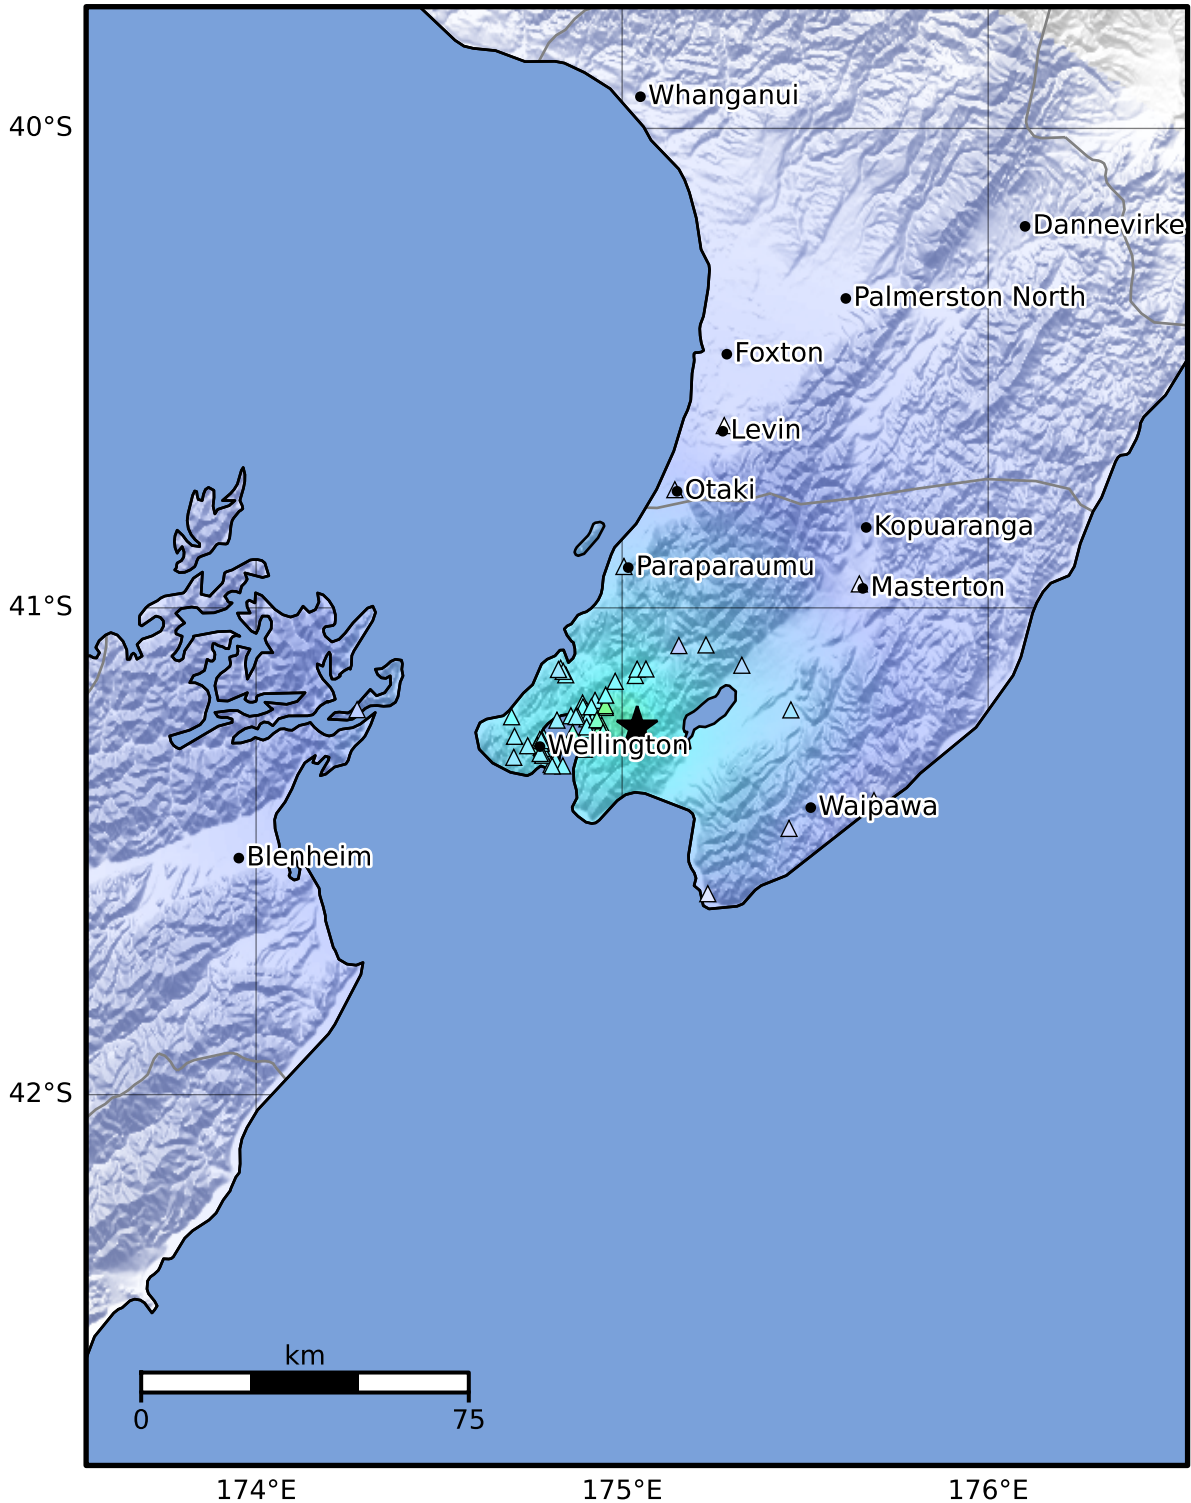 Whanganui
40°S
Dannevirke
Palmerston North
Foxton
Levin
Otaki
Kopuaranga
Paraparaumu
Masterton
41°S
Wellington
Waipawa
Blenheim
42°S
km
0 75
174°E 175°E 176°E